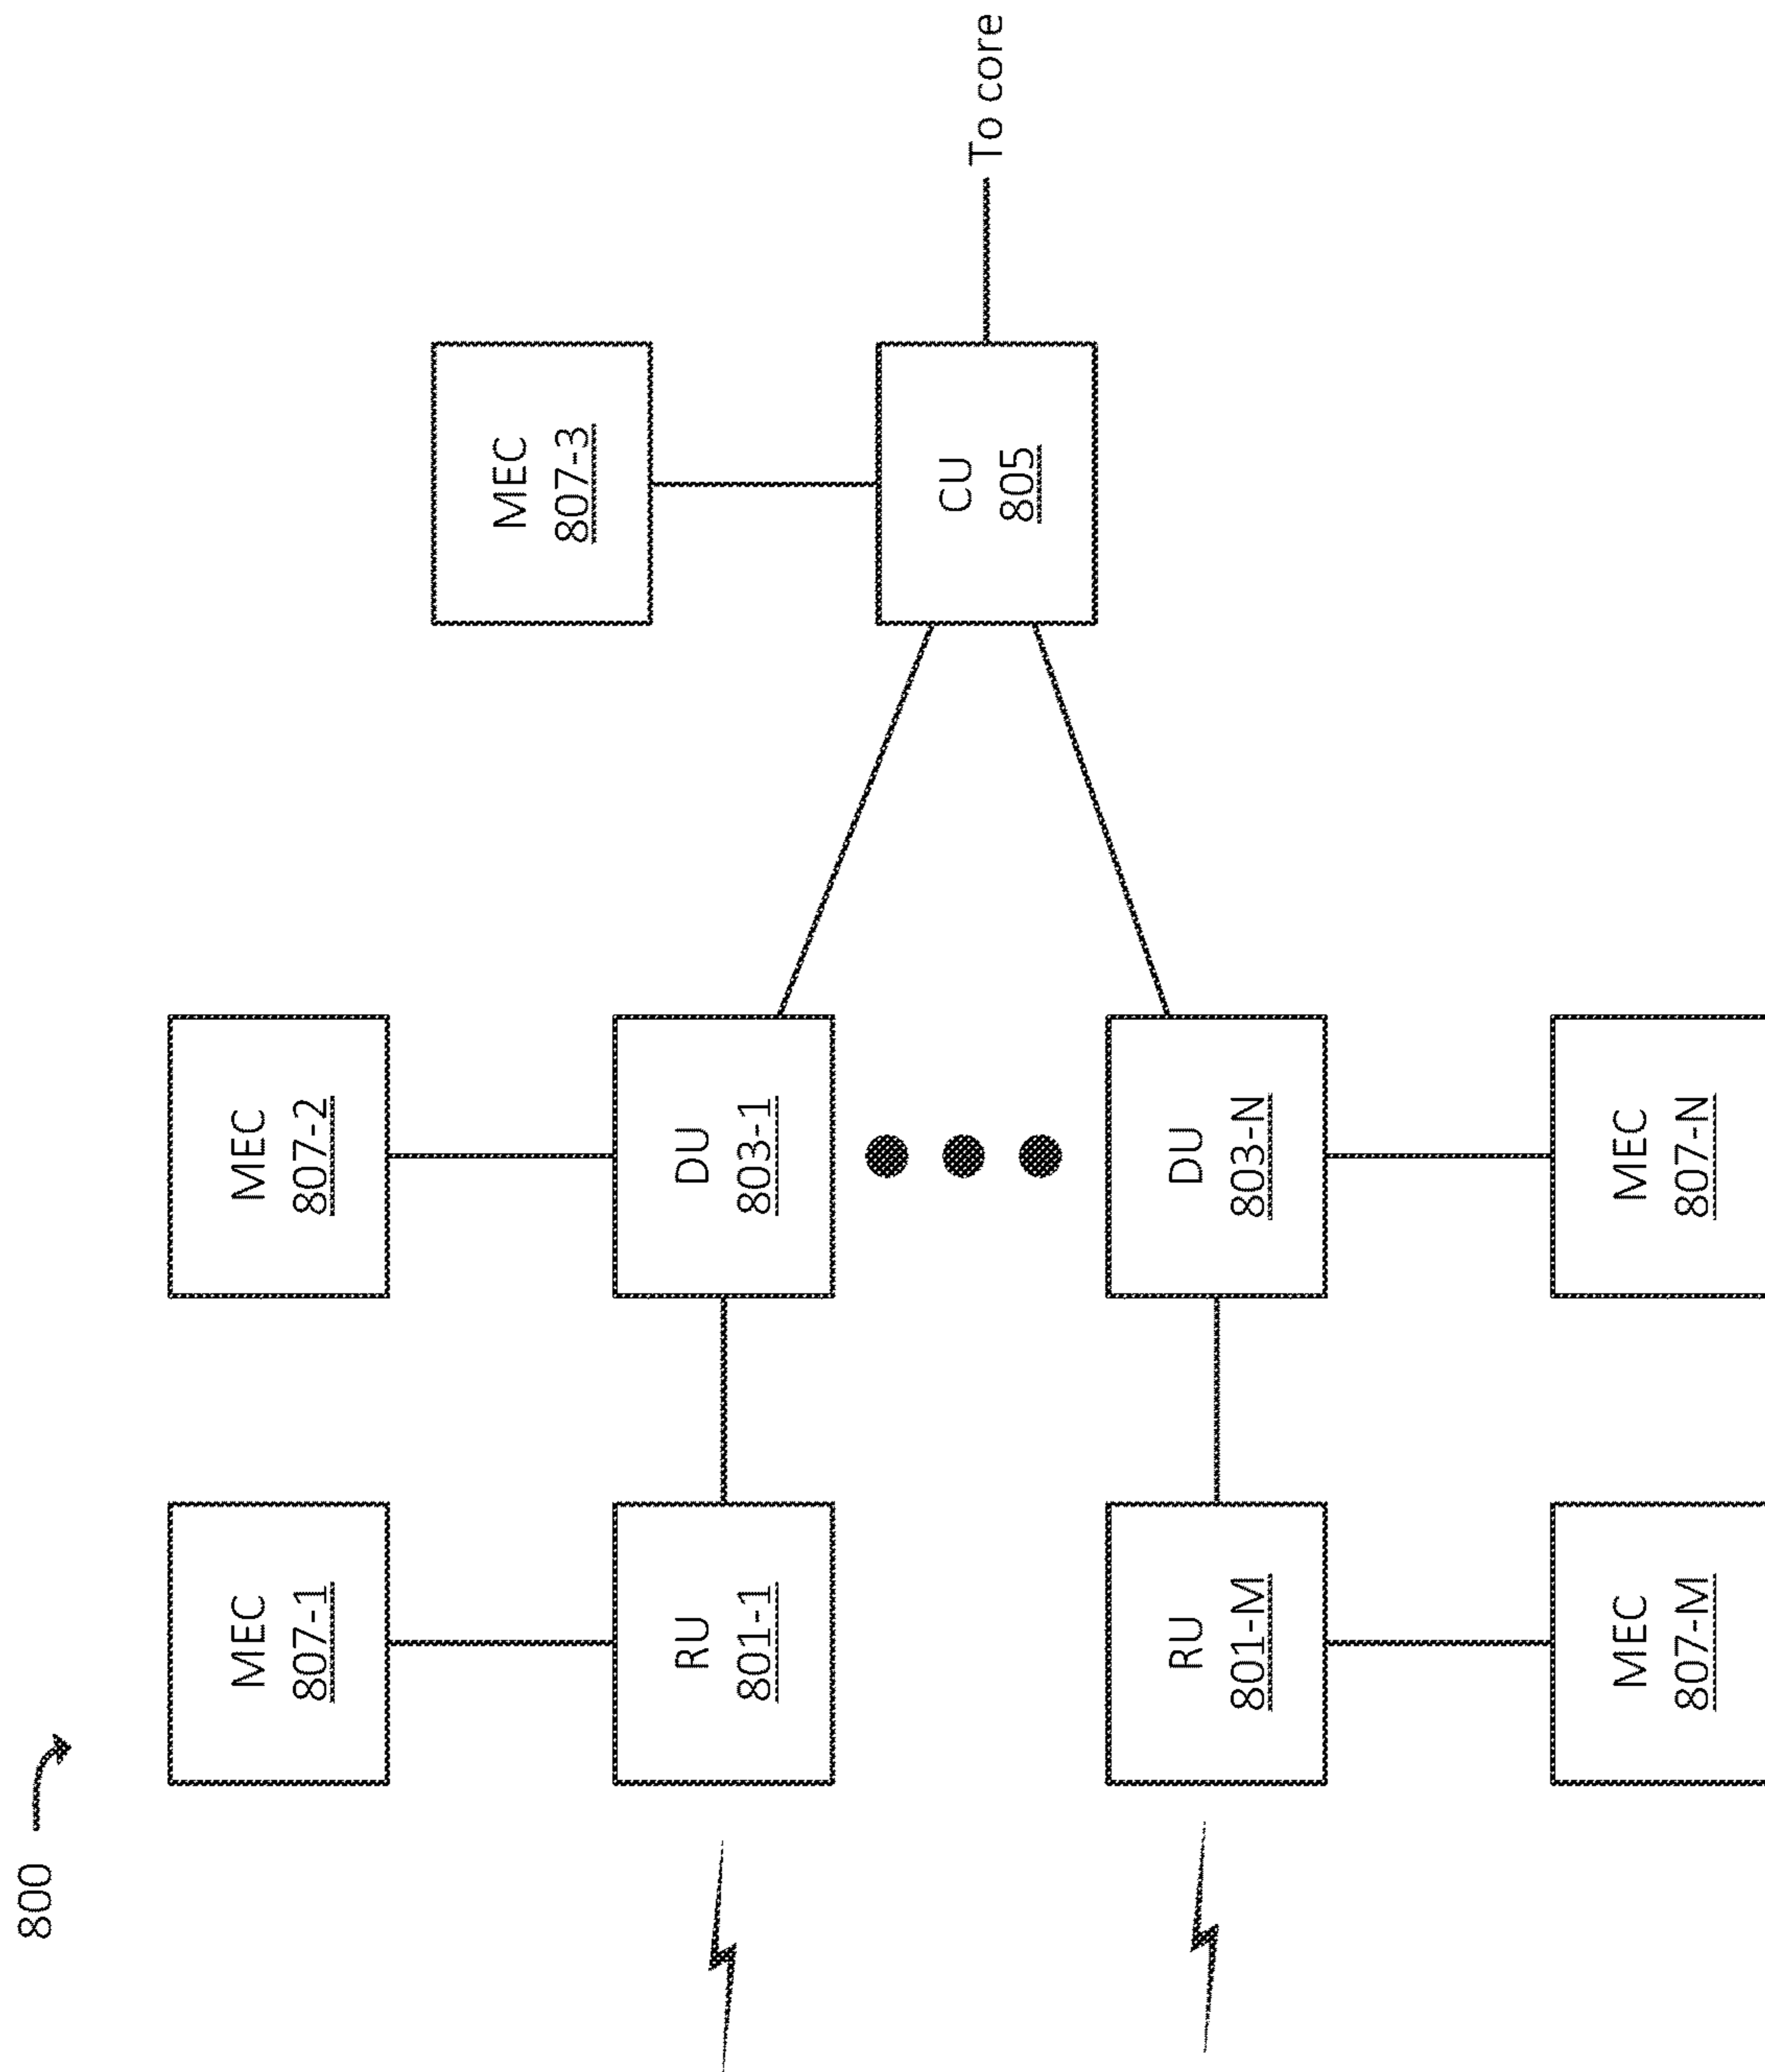 800
MEC
807-1
MEC
807-2
MEC
807-3
RU
801-1
DU
803-1
CU
805
To core
RU
801-M
DU
803-N
MEC
807-M
MEC
807-N